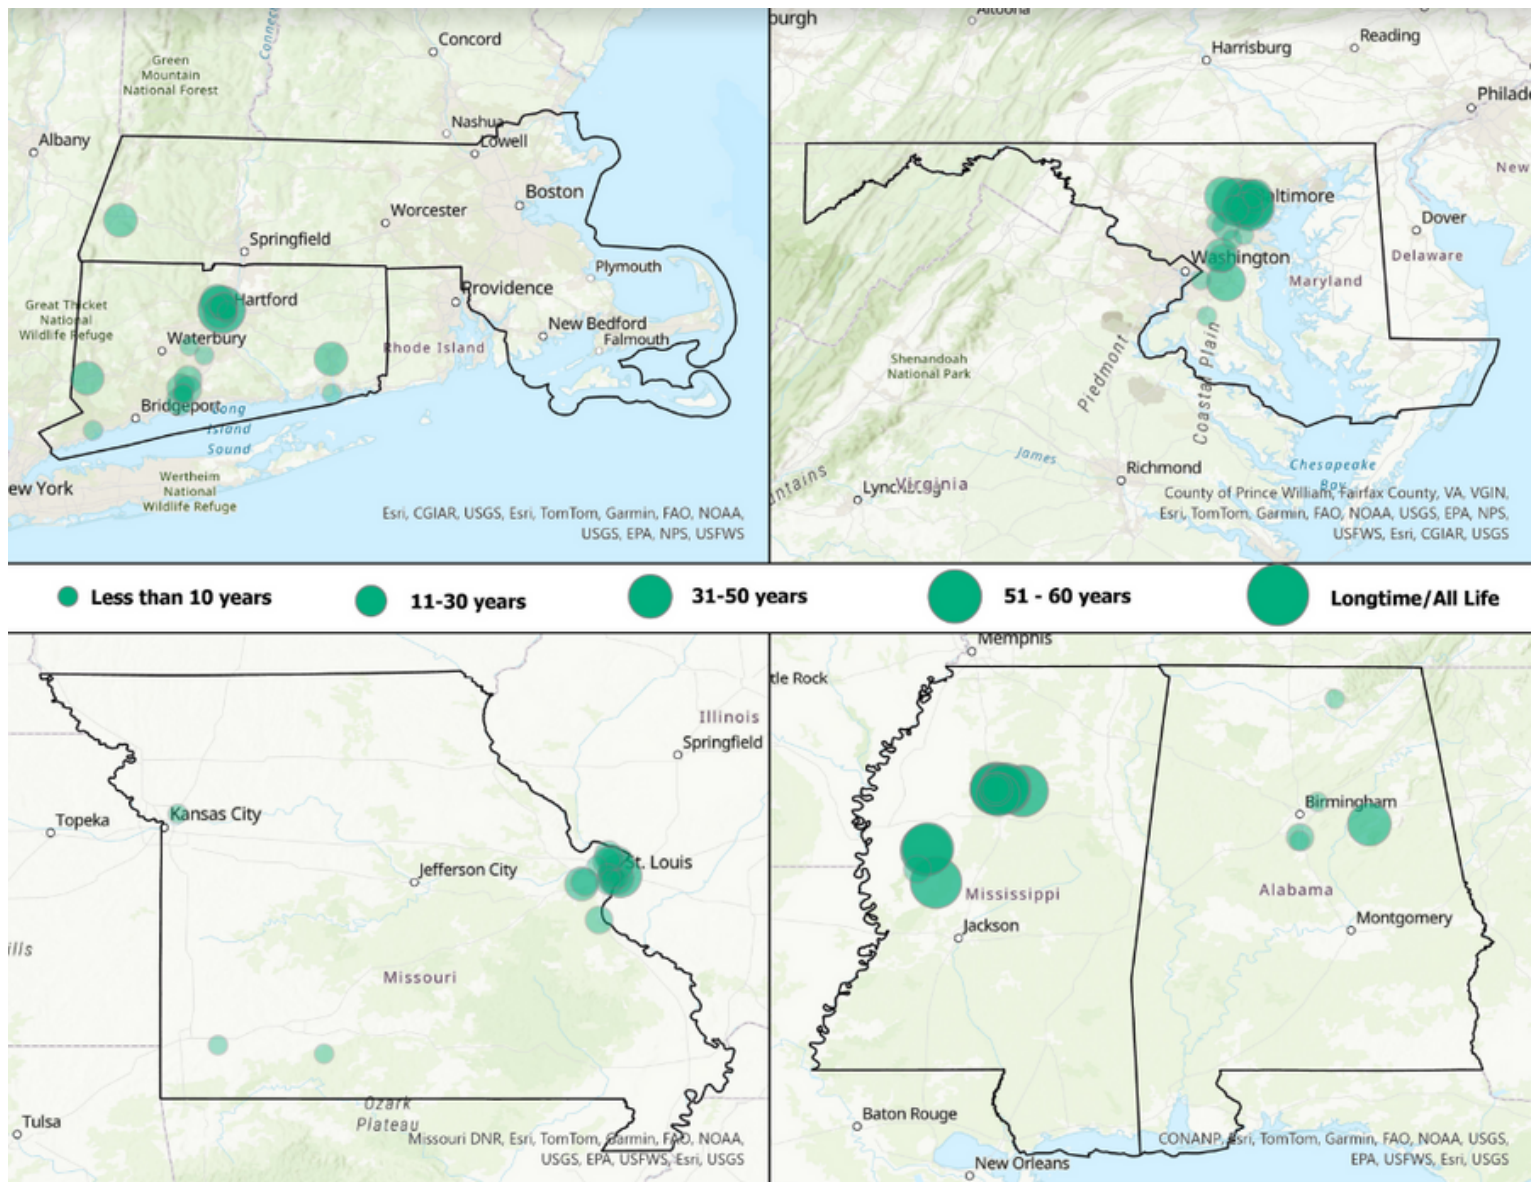 Concord
Connec
Green
Mountain
National Forest
Nashua
Albany
Lowell
Boston
Worcester
Springfield
Plymouth
Great Thicket
National
Wildlife Refuge
Hartford
Providence
Waterbury
New Bedford
Falmouth
Rhode Island
Bridgeport
Long
Island
Sound
Wertheim
National
Wildlife Refuge
ew York
Esri, CGIAR, USGS, Esri, TomTom, Garmin, FAO, NOAA,
USGS, EPA, NPS, USFWS
burgh
Altoona
Harrisburg
Reading
Philade
New
altimore
Dover
Delaware
Washington
Maryland
Shenandoah
National Park
Piedmont
Coastal Plain
James
Richmond
Chesapeake
Bay
untains
Virginia
County of Prince William, Fairfax County, VA, VGIN,
Esri, TomTom, Garmin, FAO, NOAA, USGS, EPA, NPS,
USFWS, Esri, CGIAR, USGS
Less than 10 years
11-30 years
31-50 years
51 - 60 years
Longtime/All Life
Illinois
Springfield
Topeka
Kansas City
Jefferson City
St. Louis
ills
Missouri
Ozark
Plateau
Tulsa
Missouri DNR, Esri, TomTom, Garmin, FAO, NOAA,
USGS, EPA, USFWS, Esri, USGS
Memphis
tle Rock
Birmingham
Mississippi
Alabama
Jackson
Montgomery
Baton Rouge
New Orleans
CONANP, Esri, TomTom, Garmin, FAO, NOAA, USGS,
EPA, USFWS, Esri, USGS